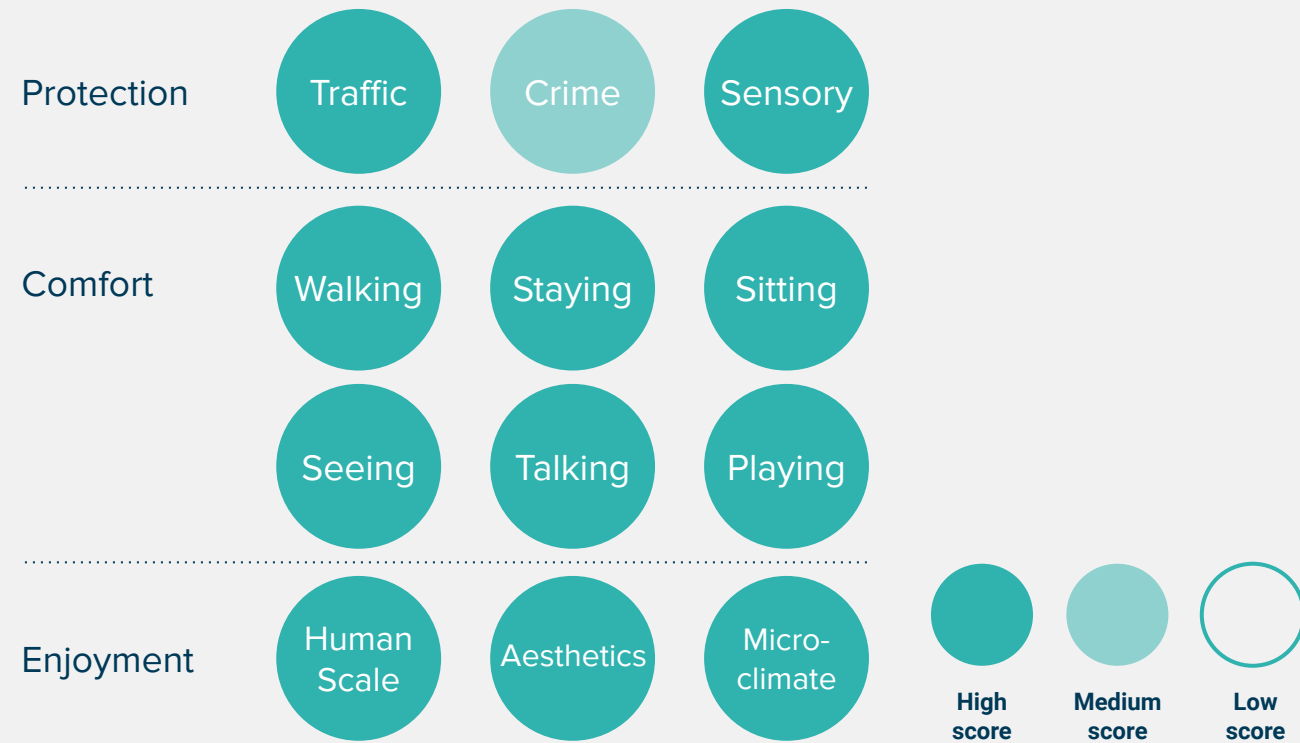 Protection
Traffic
Crime
Sensory
Comfort
Walking
Staying
Sitting
Seeing
Talking
Playing
Enjoyment
Human
Scale
Aesthetics
Micro-
climate
High
score
Medium
score
Low
score